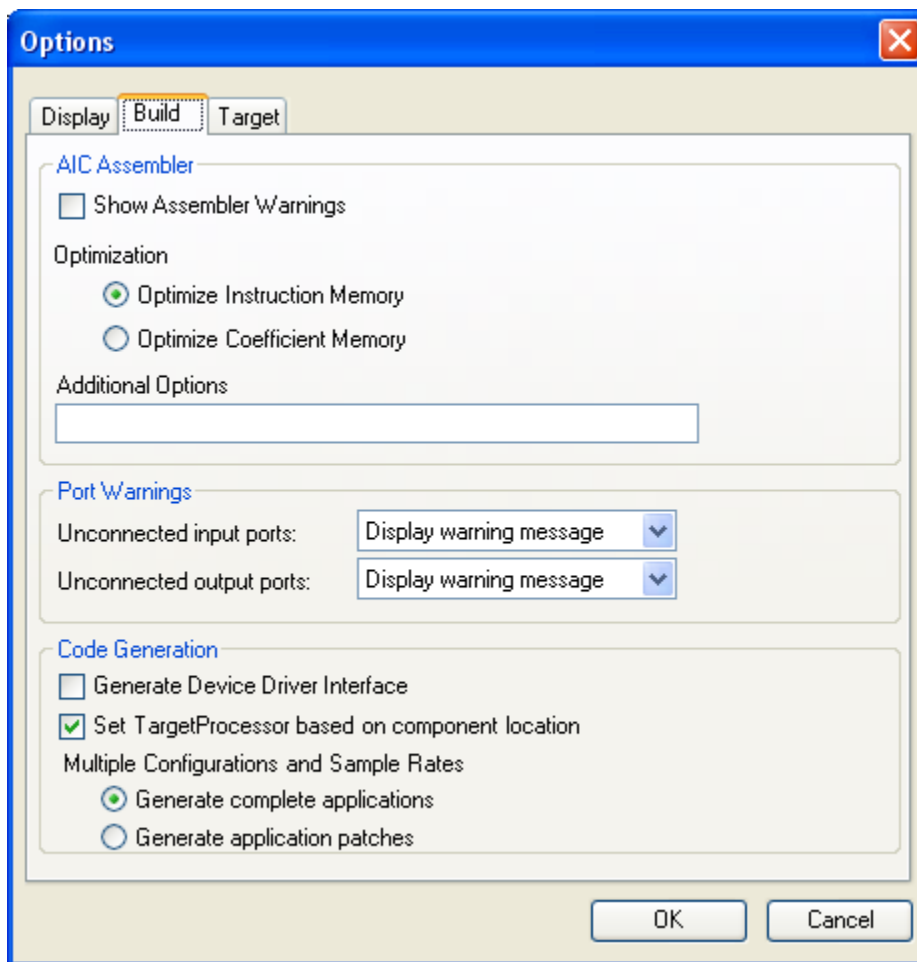 Options
Display Build Target
AIC Assembler
Show Assembler Warnings
Optimization
Optimize Instruction Memory
Optimize Coefficient Memory
Additional Options
Port Warnings
Unconnected input ports: Display warning message
Unconnected output ports: Display warning message
Code Generation
Generate Device Driver Interface
Set TargetProcessor based on component location
Multiple Configurations and Sample Rates
Generate complete applications
Generate application patches
OK Cancel